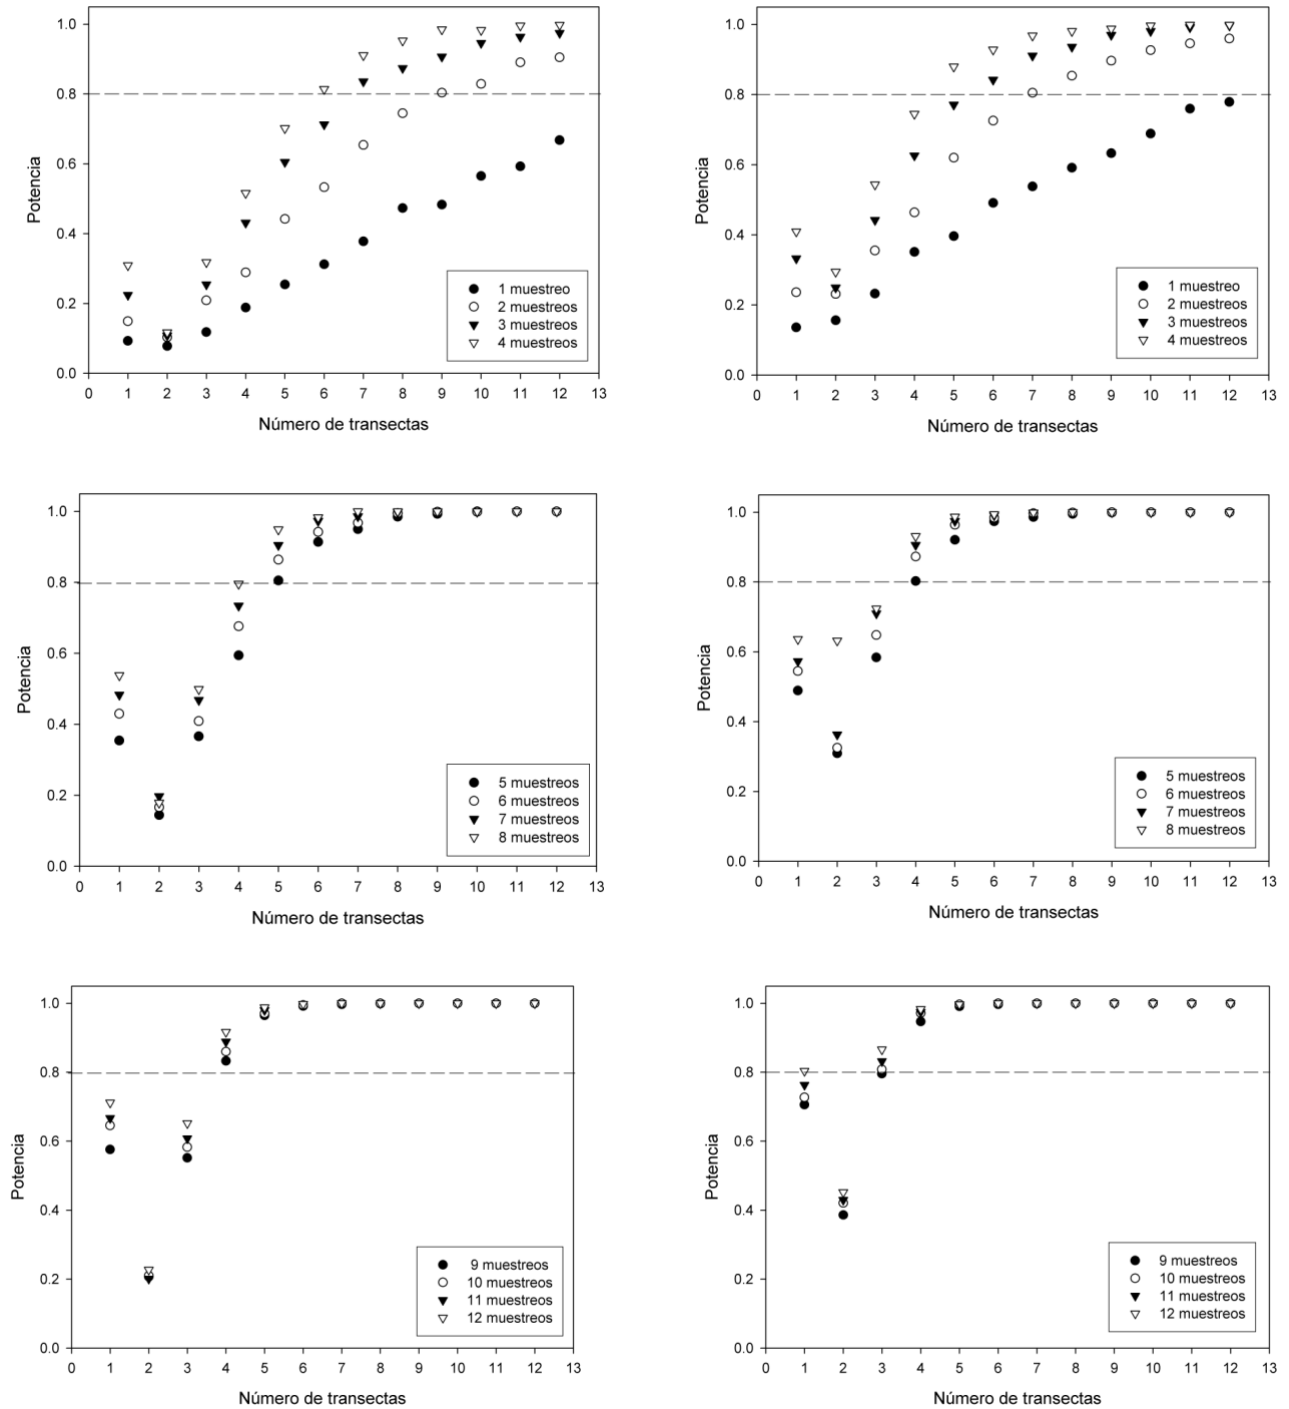 1.0
0.8
0.6
0.4
0.2
0.0
Potencia
0 1 2 3 4 5 6 7 8 9 10 11 12 13
Número de transectas
1 muestreo
2 muestreos
3 muestreos
4 muestreos
1.0
0.8
0.6
0.4
0.2
0.0
Potencia
0 1 2 3 4 5 6 7 8 9 10 11 12 13
Número de transectas
1 muestreo
2 muestreos
3 muestreos
4 muestreos
1.0
0.8
0.6
0.4
0.2
0.0
Potencia
0 1 2 3 4 5 6 7 8 9 10 11 12 13
Número de transectas
5 muestreos
6 muestreos
7 muestreos
8 muestreos
1.0
0.8
0.6
0.4
0.2
0.0
Potencia
0 1 2 3 4 5 6 7 8 9 10 11 12 13
Número de transectas
5 muestreos
6 muestreos
7 muestreos
8 muestreos
1.0
0.8
0.6
0.4
0.2
0.0
Potencia
0 1 2 3 4 5 6 7 8 9 10 11 12 13
Número de transectas
9 muestreos
10 muestreos
11 muestreos
12 muestreos
1.0
0.8
0.6
0.4
0.2
0.0
Potencia
0 1 2 3 4 5 6 7 8 9 10 11 12 13
Número de transectas
9 muestreos
10 muestreos
11 muestreos
12 muestreos